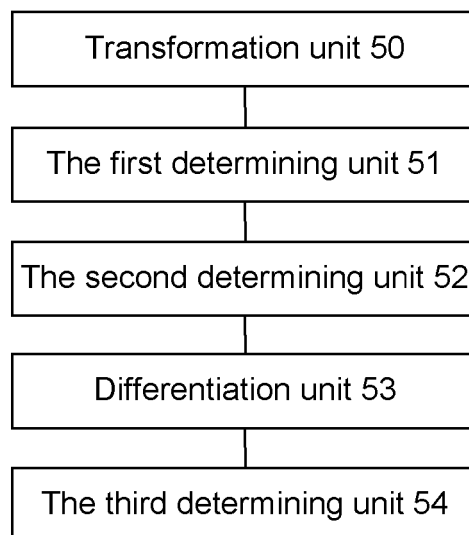 Transformation unit 50
The first determining unit 51
The second determining unit 52
Differentiation unit 53
The third determining unit 54